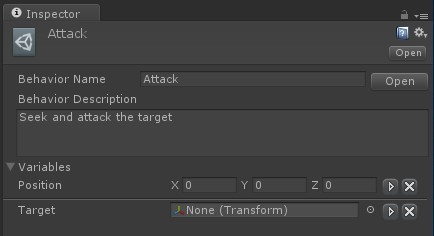 Inspector
Attack
Open
Behavior Name Attack Open
Behavior Description
Seek and attack the target
Variables
Position X 0 Y 0 Z 0
Target None (Transform)